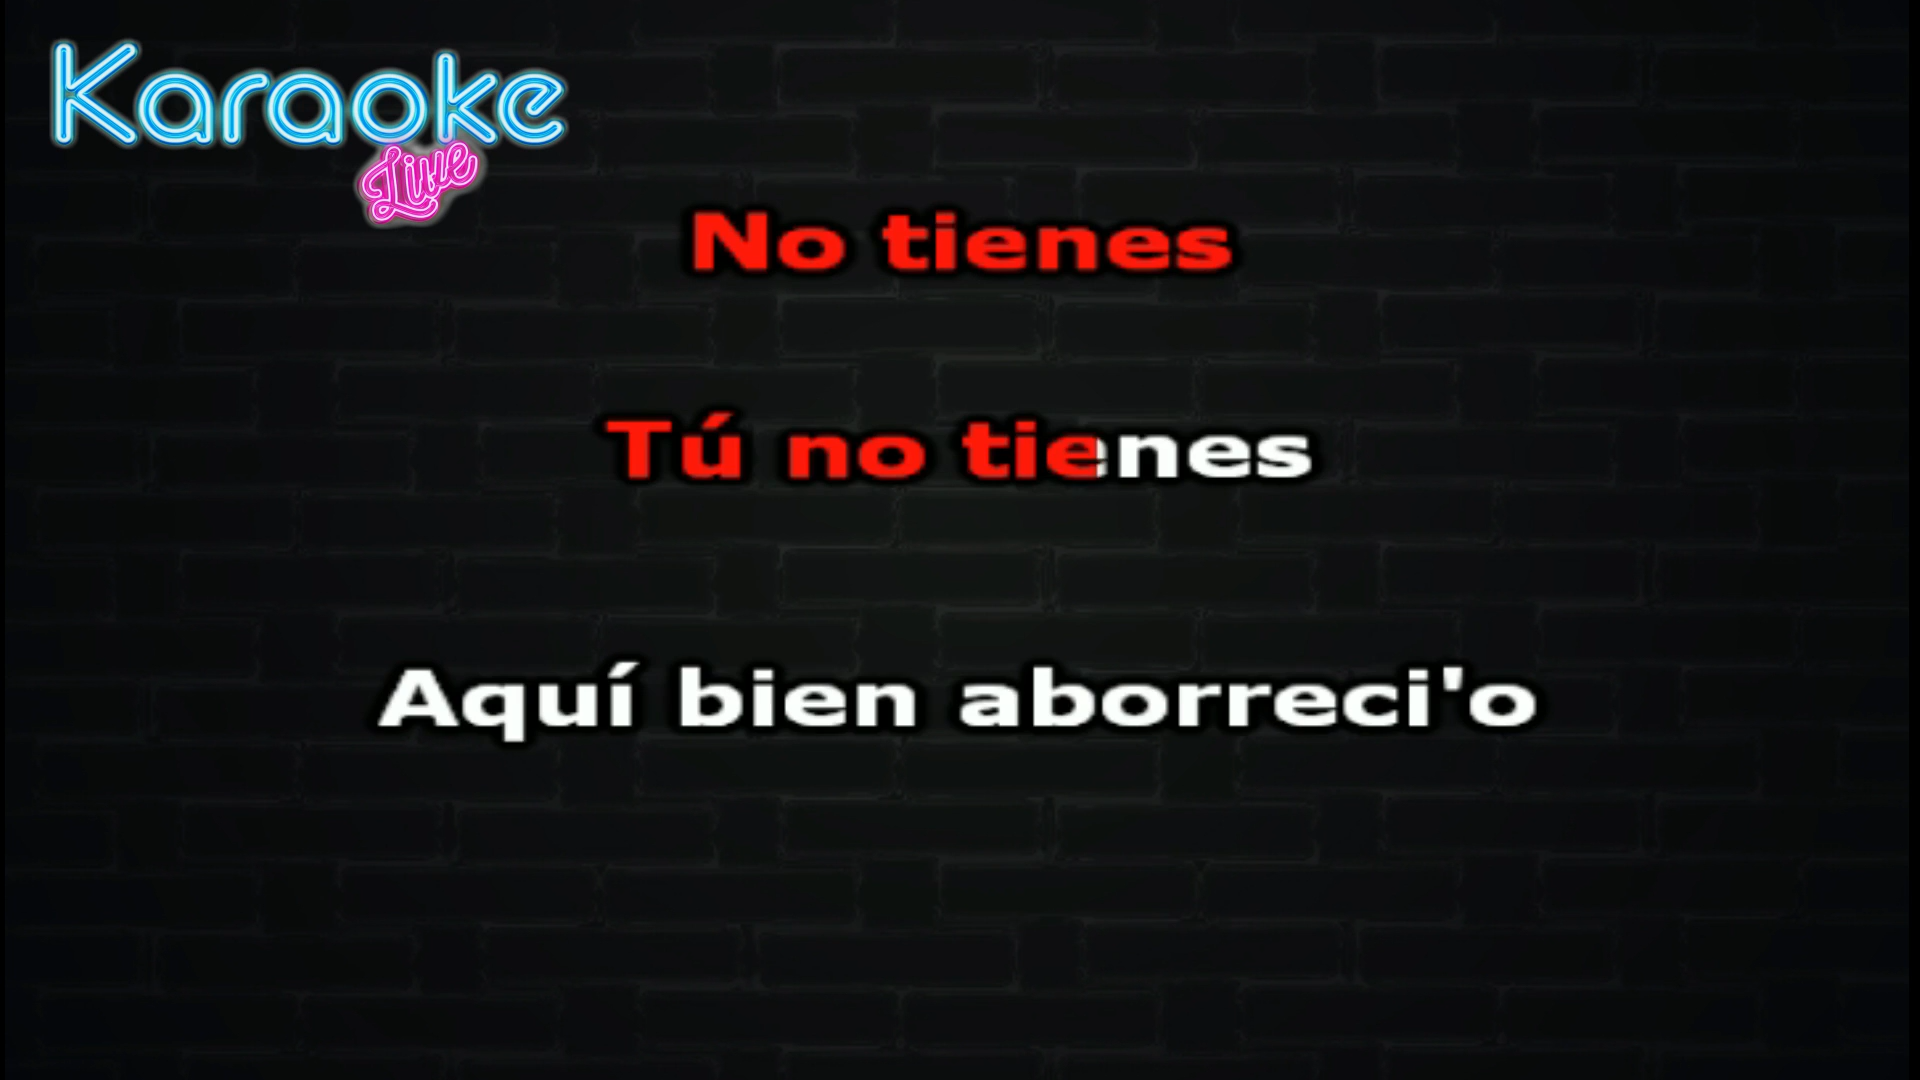 Karaoke
Live
No tienes
Tú no tienes
Aquí bien aborreci'o